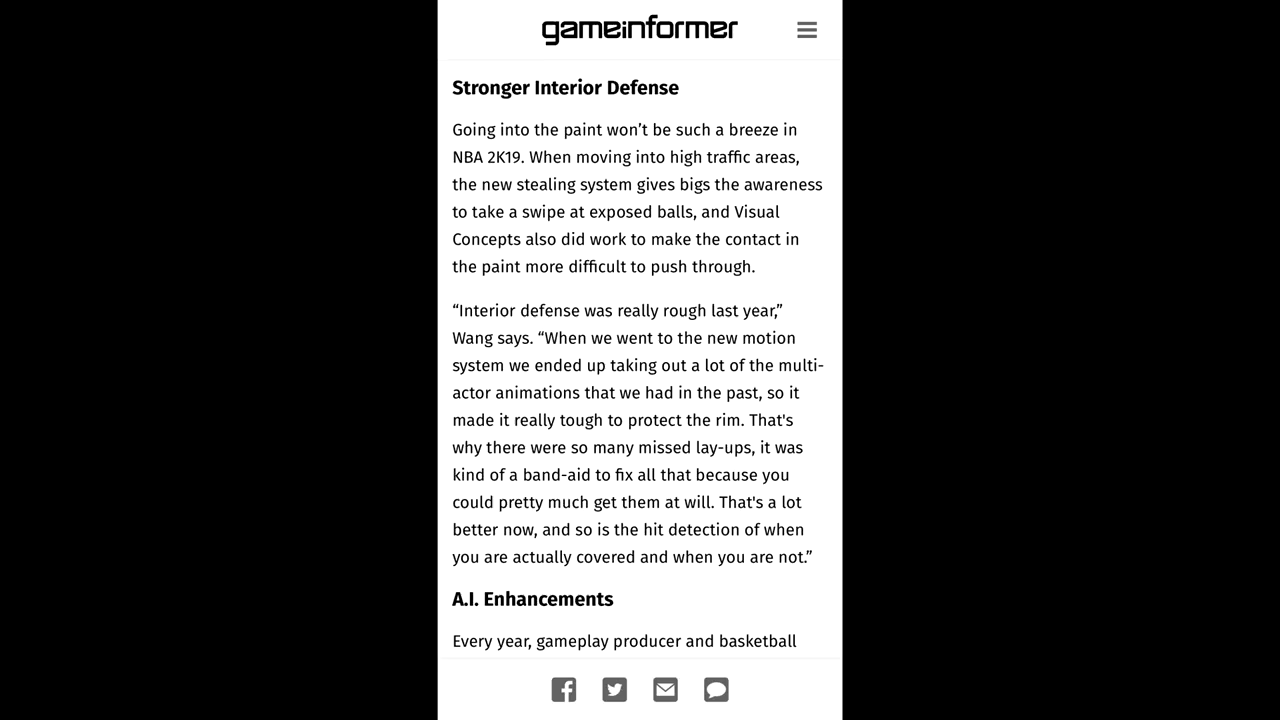 gameinformer
Stronger Interior Defense
Going into the paint won’t be such a breeze in
NBA 2K19. When moving into high traffic areas,
the new stealing system gives bigs the awareness
to take a swipe at exposed balls, and Visual
Concepts also did work to make the contact in
the paint more difficult to push through.
“Interior defense was really rough last year,”
Wang says. “When we went to the new motion
system we ended up taking out a lot of the multi-
actor animations that we had in the past, so it
made it really tough to protect the rim. That's
why there were so many missed lay-ups, it was
kind of a band-aid to fix all that because you
could pretty much get them at will. That's a lot
better now, and so is the hit detection of when
you are actually covered and when you are not.”
A.I. Enhancements
Every year, gameplay producer and basketball